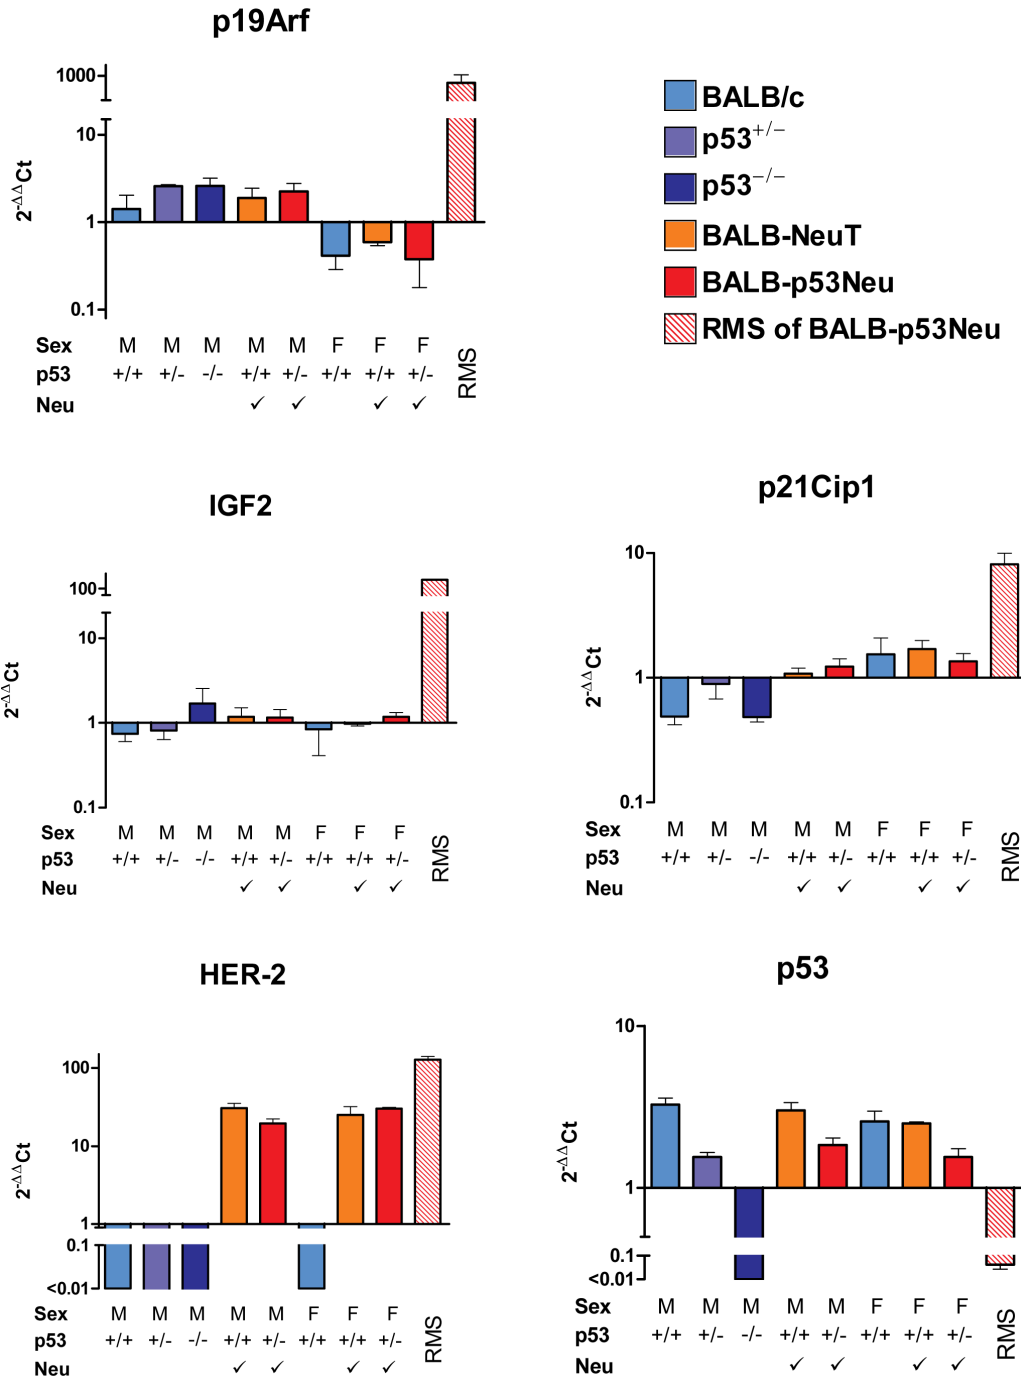 p19Arf
1000
10
1
0.1
2-ΔΔCt
Sex M M M M M F F F
p53 +/+ +/- -/- +/+ +/- +/+ +/+ +/-
Neu ✓ ✓ ✓ ✓
RMS
BALB/c
p53+/−
p53−/−
BALB-NeuT
BALB-p53Neu
RMS of BALB-p53Neu
IGF2
100
10
1
0.1
2-ΔΔCt
Sex M M M M M F F F
p53 +/+ +/- -/- +/+ +/- +/+ +/+ +/-
Neu ✓ ✓ ✓ ✓
RMS
p21Cip1
10
1
0.1
2-ΔΔCt
Sex M M M M M F F F
p53 +/+ +/- -/- +/+ +/- +/+ +/+ +/-
Neu ✓ ✓ ✓ ✓
RMS
HER-2
100
10
1
0.1
<0.01
2-ΔΔCt
Sex M M M M M F F F
p53 +/+ +/- -/- +/+ +/- +/+ +/+ +/-
Neu ✓ ✓ ✓ ✓
RMS
p53
10
1
0.1
<0.01
2-ΔΔCt
Sex M M M M M F F F
p53 +/+ +/- -/- +/+ +/- +/+ +/+ +/-
Neu ✓ ✓ ✓ ✓
RMS